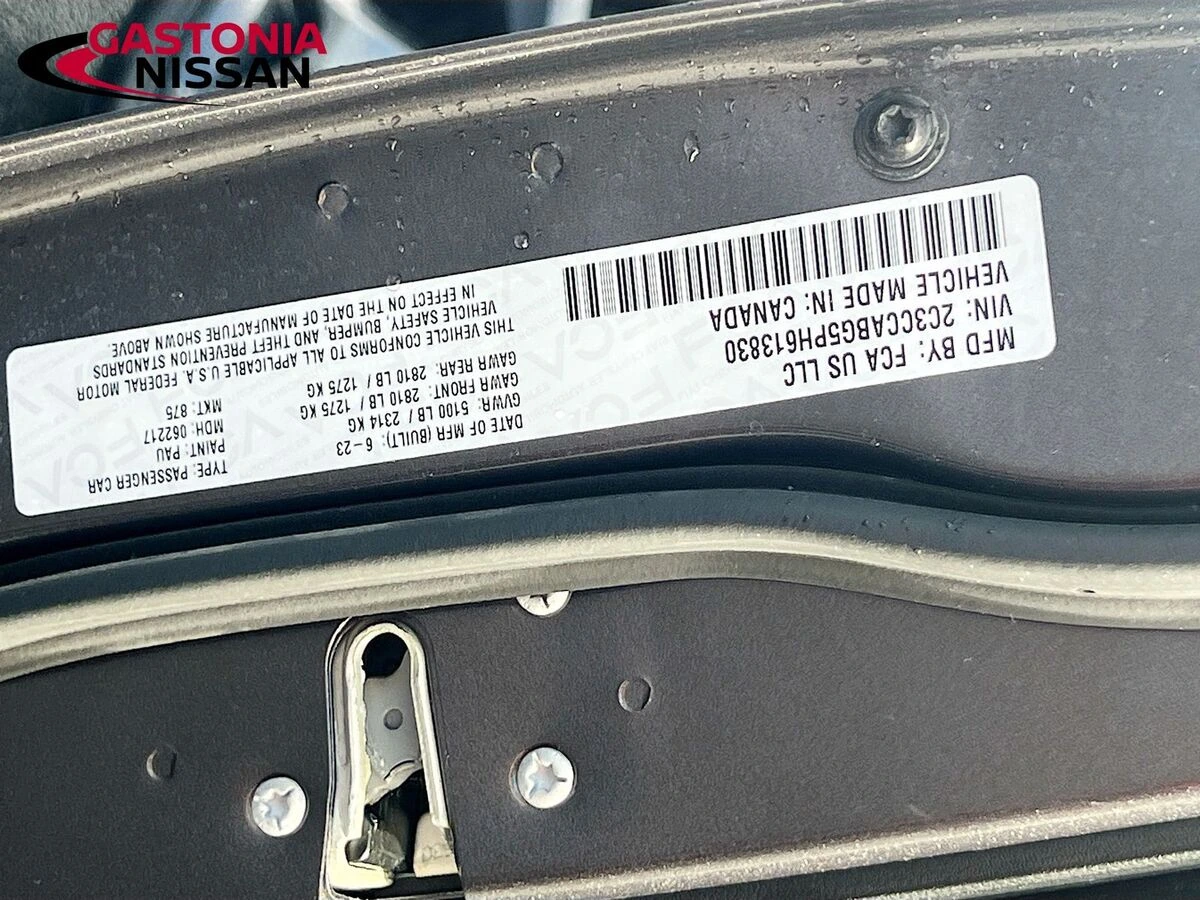 GASTONIA
NISSAN
MFD BY: FCA US LLC
VIN: 2C3CCABG5PH613830
VEHICLE MADE IN: CANADA
DATE OF MFR (BUILT): 6-23
GVWR: 5100 LB / 2314 KG
GAWR FRONT: 2810 LB / 1275 KG
GAWR REAR: 2810 LB / 1275 KG
TYPE: PASSENGER CAR
PAINT: PAU
MDH: 062217
MKT: 875
THIS VEHICLE CONFORMS TO ALL APPLICABLE U.S.A. FEDERAL MOTOR
VEHICLE SAFETY, BUMPER, AND THEFT PREVENTION STANDARDS
IN EFFECT ON THE DATE OF MANUFACTURE SHOWN ABOVE.